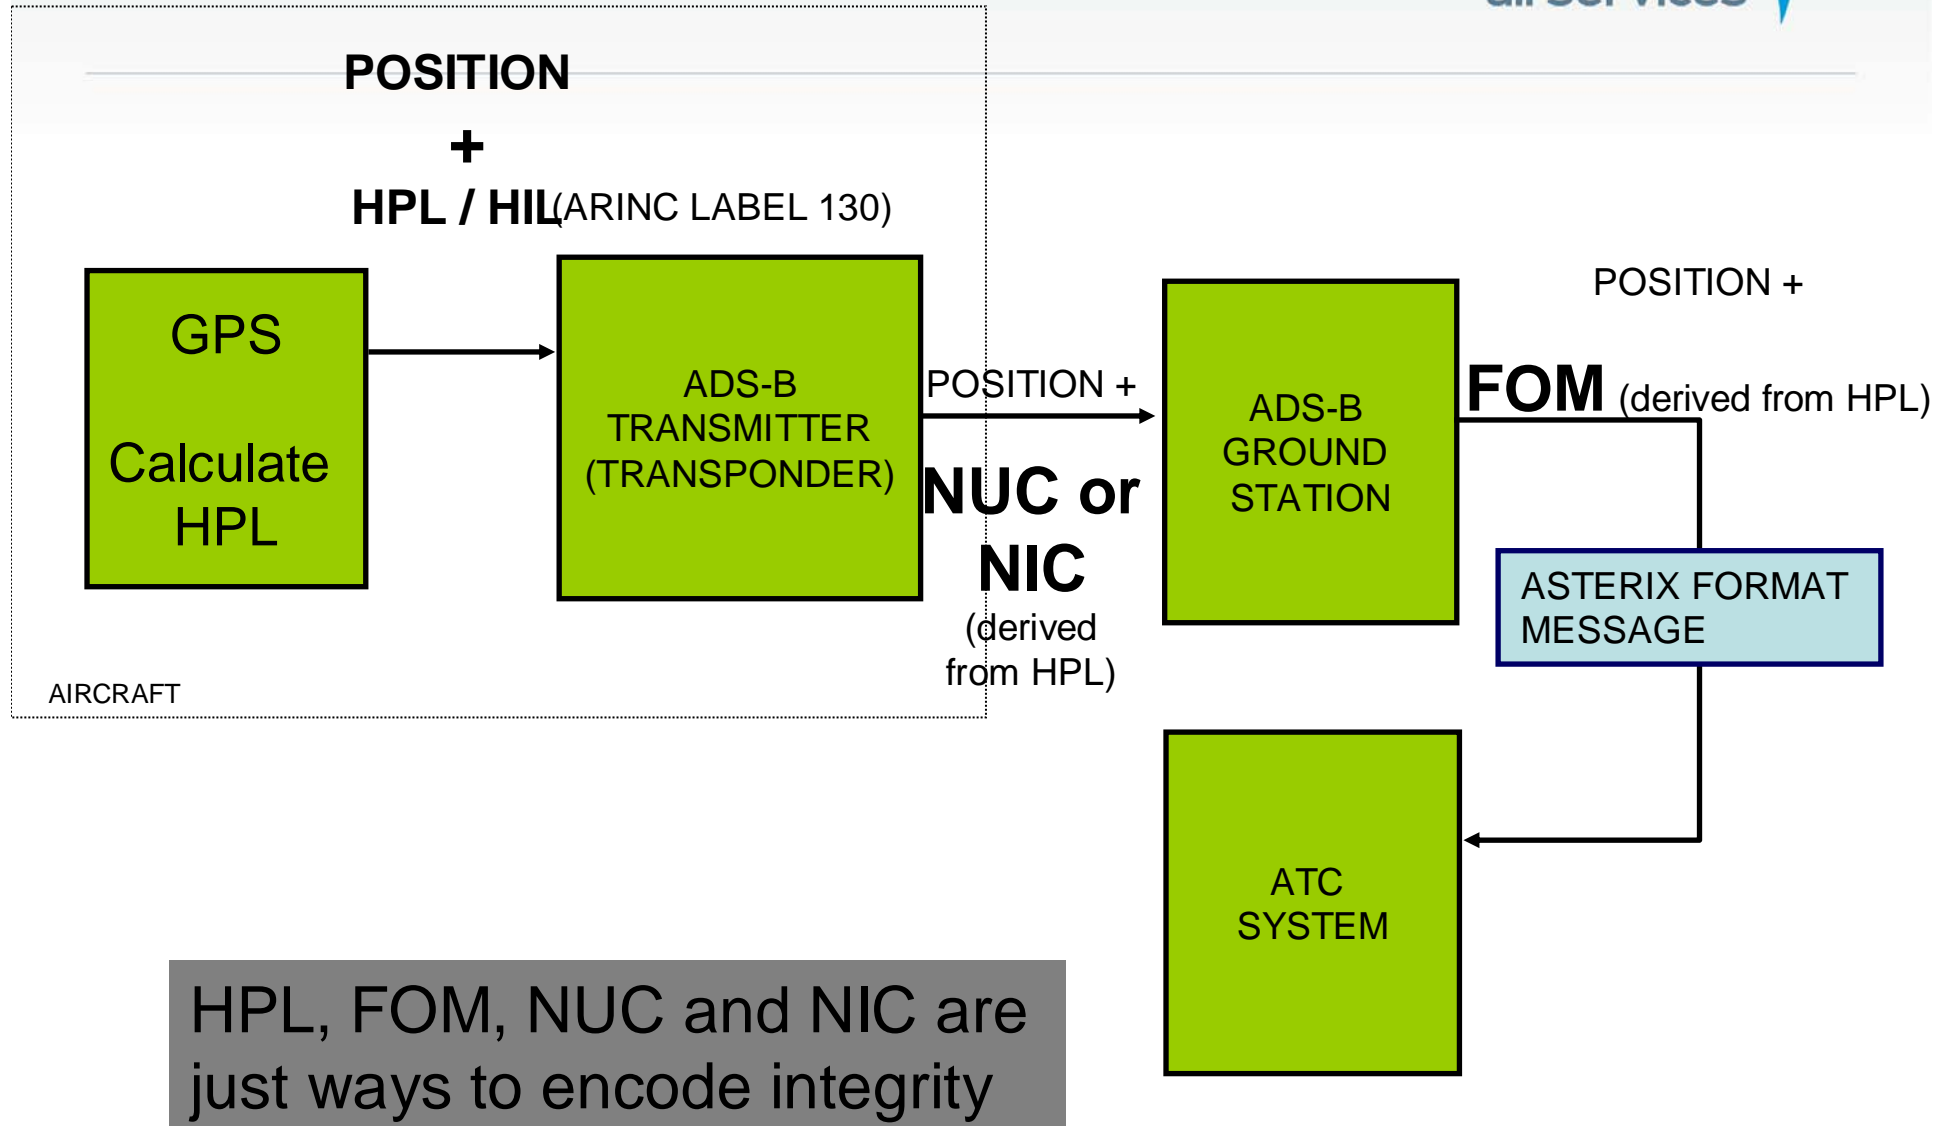 air services
POSITION
+
HPL / HIL (ARINC LABEL 130)
GPS
Calculate
HPL
ADS-B
TRANSMITTER
(TRANSPONDER)
AIRCRAFT
POSITION +
NUC or
NIC
(derived
from HPL)
ADS-B
GROUND
STATION
POSITION +
FOM (derived from HPL)
ASTERIX FORMAT
MESSAGE
ATC
SYSTEM
HPL, FOM, NUC and NIC are
just ways to encode integrity